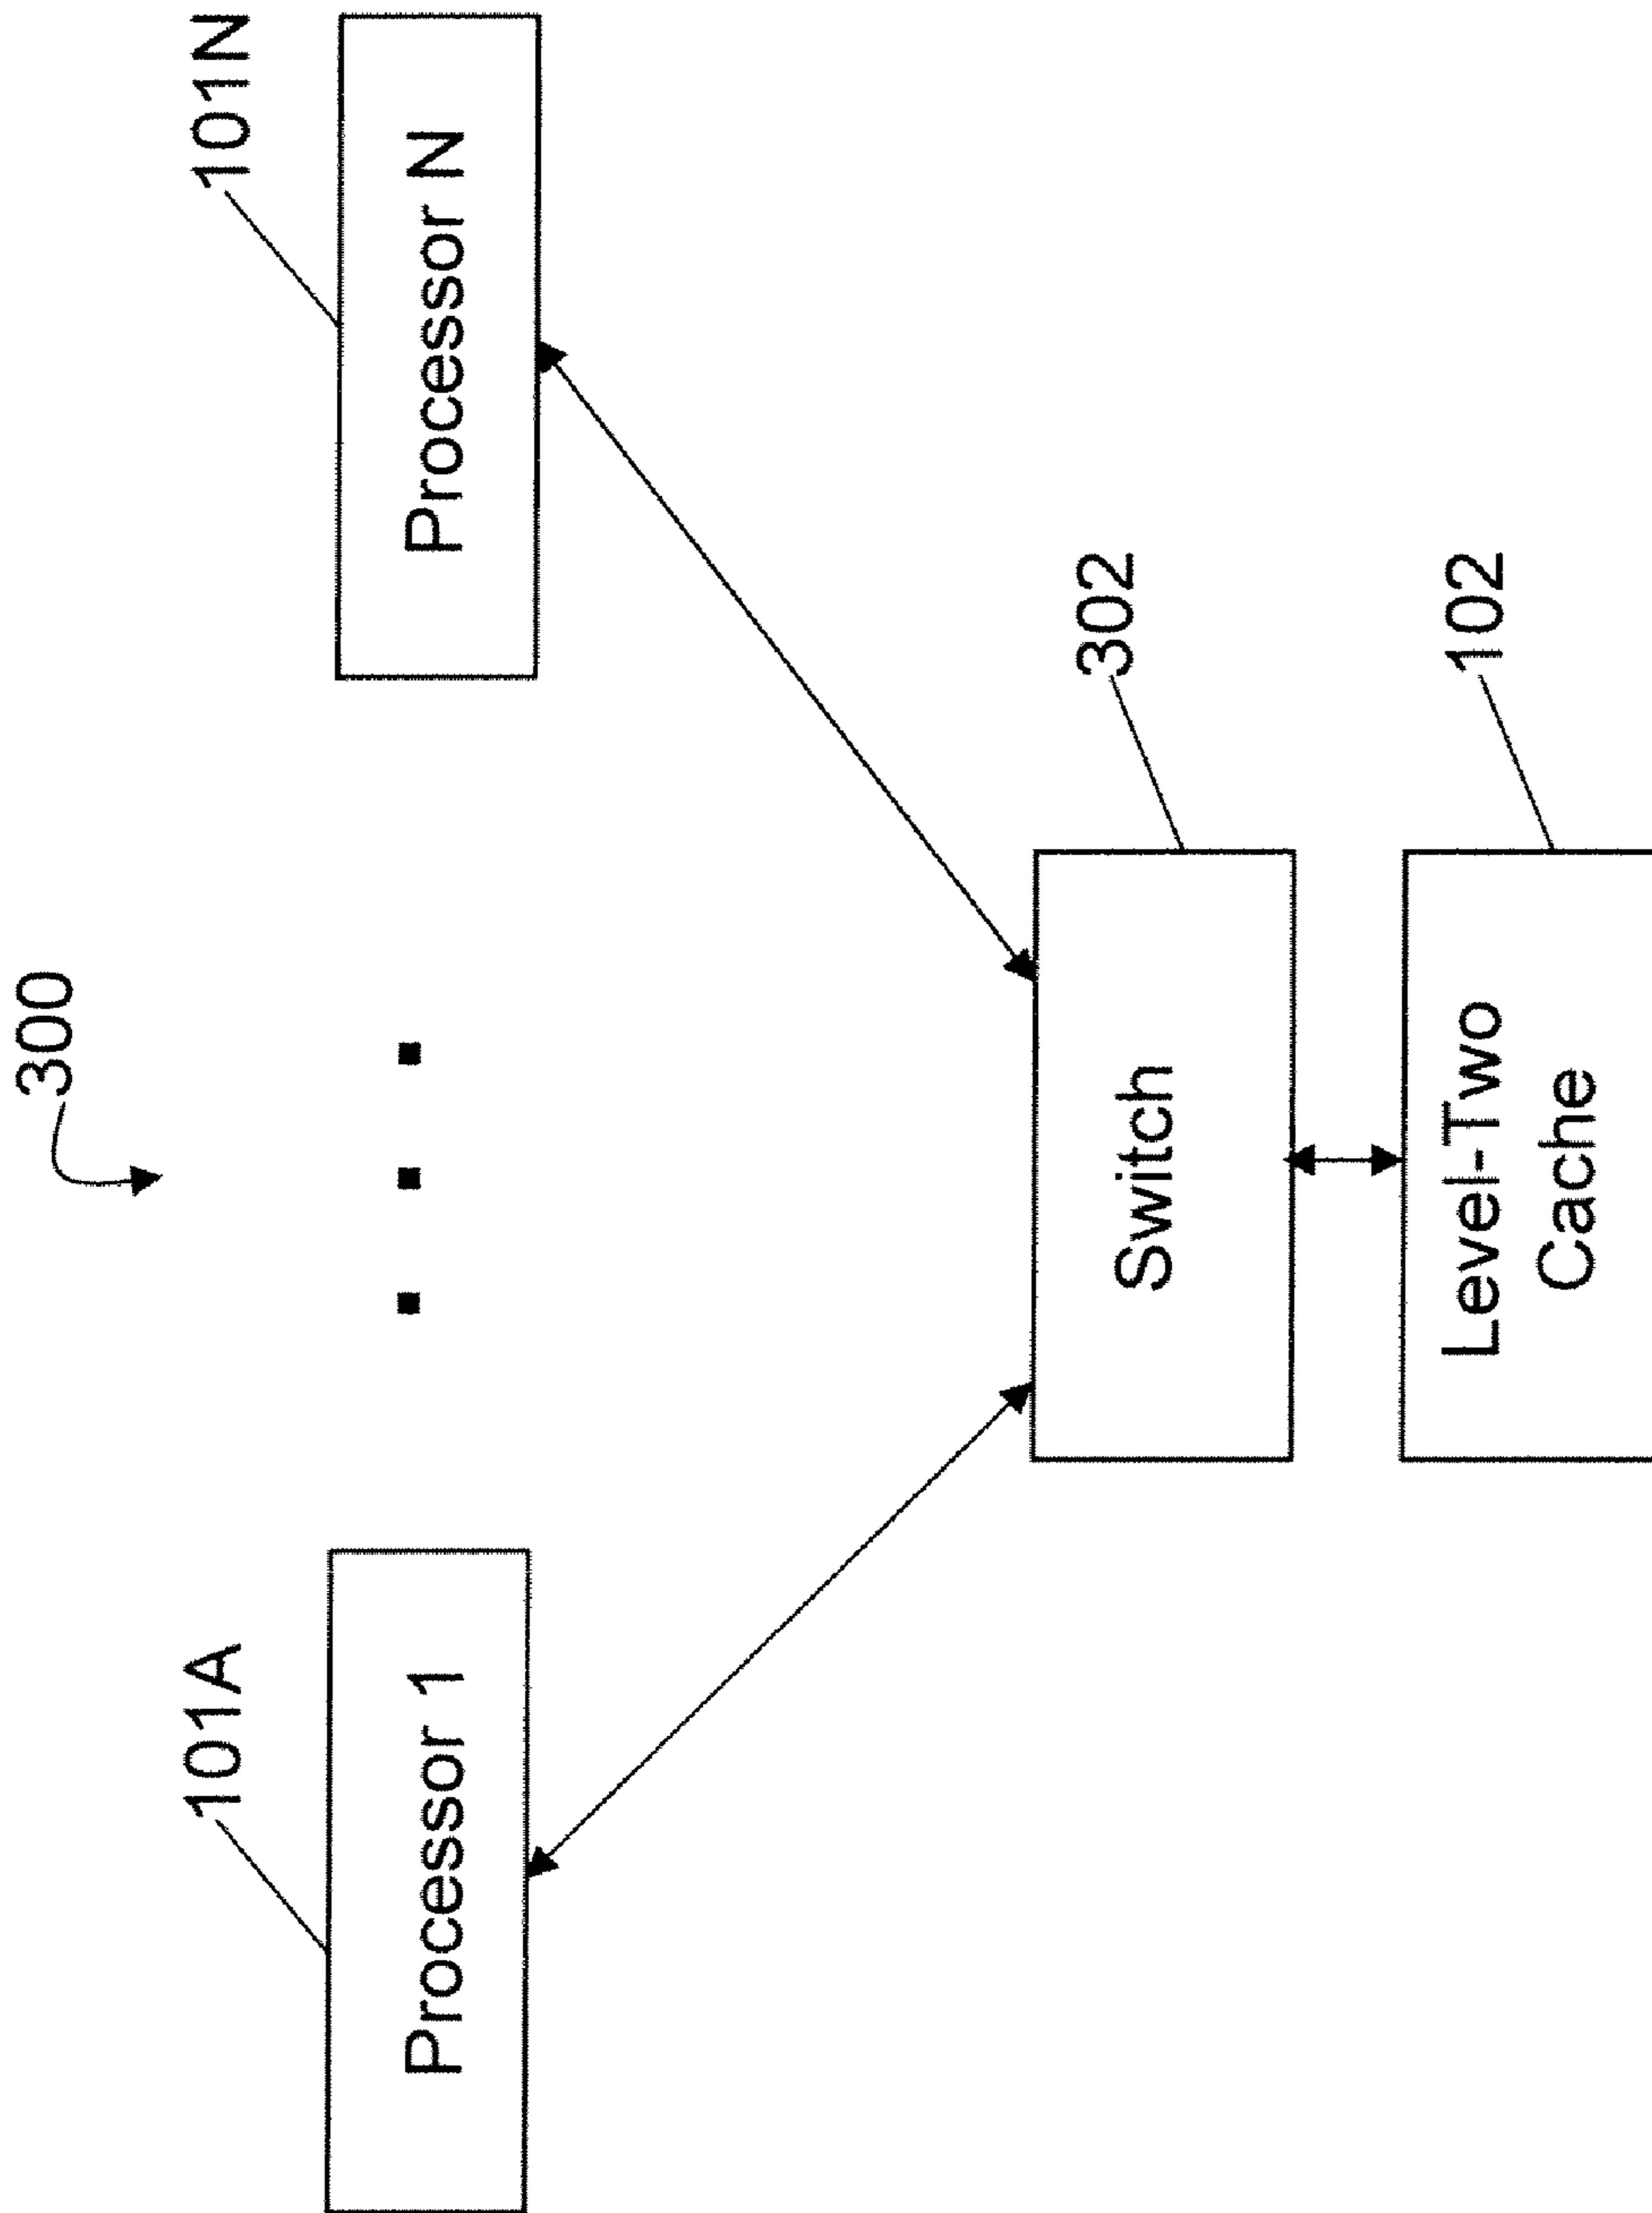 300
101A
101N
Processor 1
Processor N
302
Switch
102
Level-Two
Cache